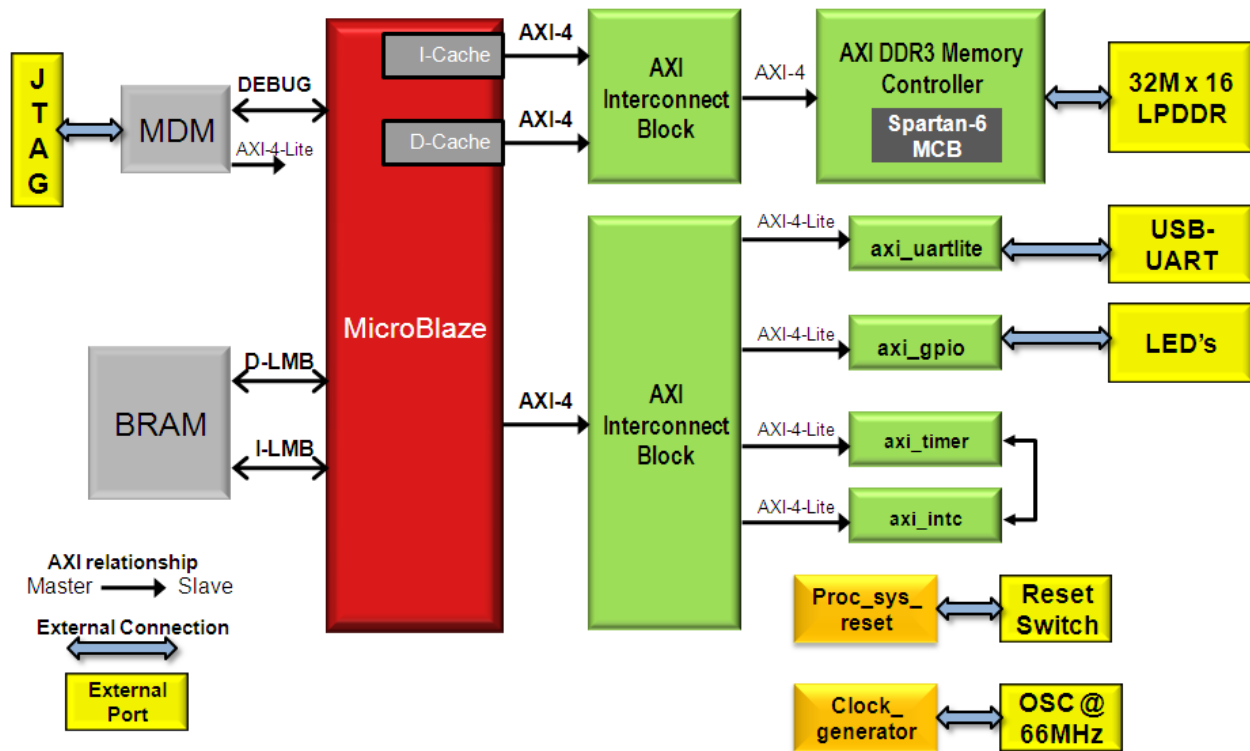 J
T
A
G
MDM
DEBUG
AXI-4-Lite
BRAM
D-LMB
I-LMB
MicroBlaze
I-Cache
D-Cache
AXI-4
AXI-4
AXI-4
AXI
Interconnect
Block
AXI-4
AXI DDR3 Memory
Controller
Spartan-6
MCB
32M x 16
LPDDR
AXI
Interconnect
Block
AXI-4-Lite
axi_uartlite
USB-
UART
AXI-4-Lite
axi_gpio
LED's
AXI-4-Lite
axi_timer
AXI-4-Lite
axi_intc
Proc_sys_
reset
Reset
Switch
Clock_
generator
OSC @
66MHz
AXI relationship
Master
Slave
External Connection
External
Port